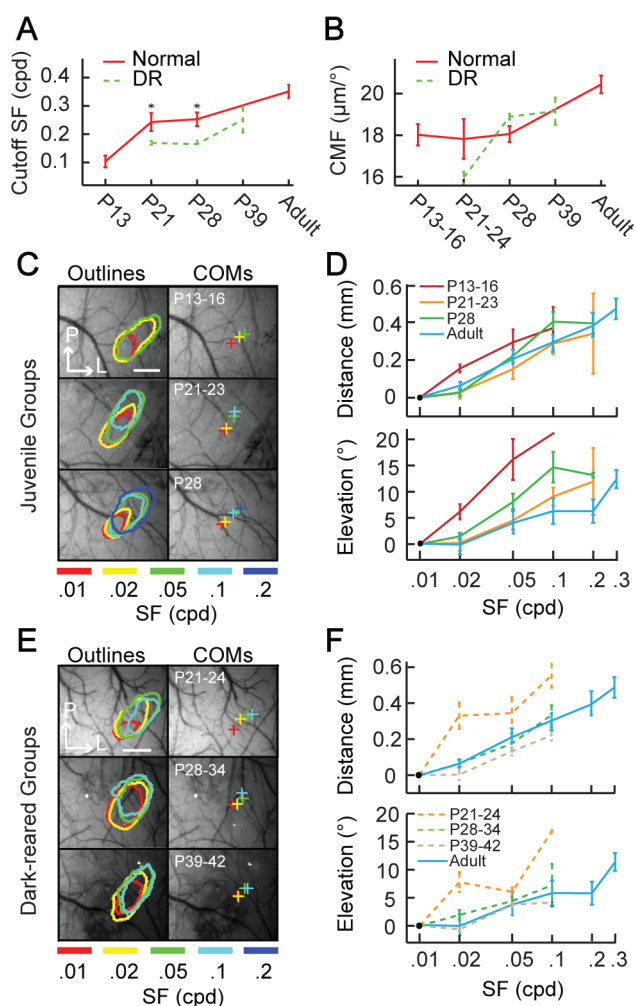 A
Normal
DR
Cutoff SF (cpd)
0.4
0.3
0.2
0.1
*
*
P13
P21
P28
P39
Adult
B
Normal
DR
CMF (μm/°)
20
18
16
P13-16
P21-24
P28
P39
Adult
C
Outlines
COMs
Juvenile Groups
P
L
P13-16
P21-23
P28
.01
.02
.05
.1
.2
SF (cpd)
D
P13-16
P21-23
P28
Adult
Distance (mm)
0.6
0.4
0.2
0
Elevation (°)
20
15
10
5
0
.01
.02
.05
.1
.2
.3
SF (cpd)
E
Outlines
COMs
Dark-reared Groups
P
L
P21-24
P28-34
P39-42
.01
.02
.05
.1
.2
SF (cpd)
F
Distance (mm)
0.6
0.4
0.2
0
P21-24
P28-34
P39-42
Adult
Elevation (°)
20
15
10
5
0
.01
.02
.05
.1
.2
.3
SF (cpd)